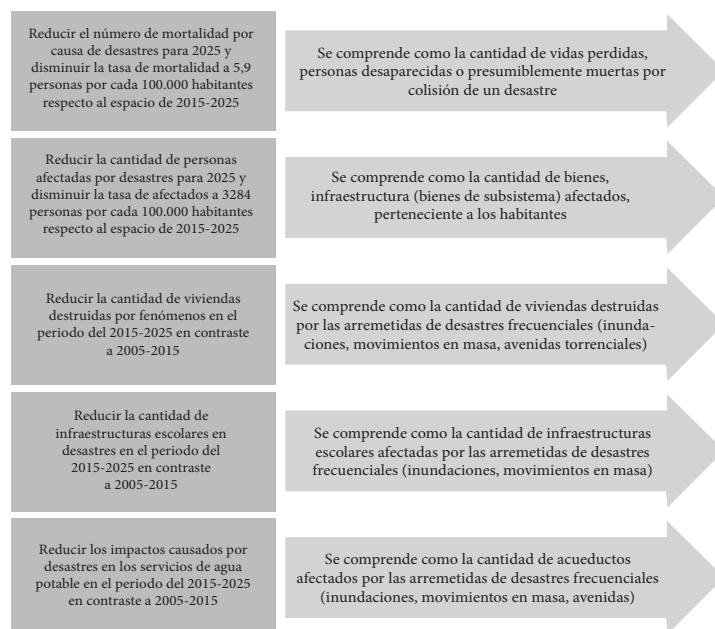 Reducir el número de mortalidad por
causa de desastres para 2025 y
disminuir la tasa de mortalidad a 5,9
personas por cada 100.000 habitantes
respecto al espacio de 2015-2025
Se comprende como la cantidad de vidas perdidas,
personas desaparecidas o presumiblemente muertas por
colisión de un desastre
Reducir la cantidad de personas
afectadas por desastres para 2025 y
disminuir la tasa de afectados a 3284
personas por cada 100.000 habitantes
respecto al espacio de 2015-2025
Se comprende como la cantidad de bienes,
infraestructura (bienes de subsistema) afectados,
perteneciente a los habitantes
Reducir la cantidad de viviendas
destruidas por fenómenos en el
periodo del 2015-2025 en contraste
a 2005-2015
Se comprende como la cantidad de viviendas destruidas
por las arremetidas de desastres frecuenciales (inunda-
ciones, movimientos en masa, avenidas torrenciales)
Reducir la cantidad de
infraestructuras escolares en
desastres en el periodo del
2015-2025 en contraste
a 2005-2015
Se comprende como la cantidad de infraestructuras
escolares afectadas por las arremetidas de desastres
frecuenciales (inundaciones, movimientos en masa)
Reducir los impactos causados por
desastres en los servicios de agua
potable en el periodo del 2015-2025
en contraste a 2005-2015
Se comprende como la cantidad de acueductos
afectados por las arremetidas de desastres frecuenciales
(inundaciones, movimientos en masa, avenidas)